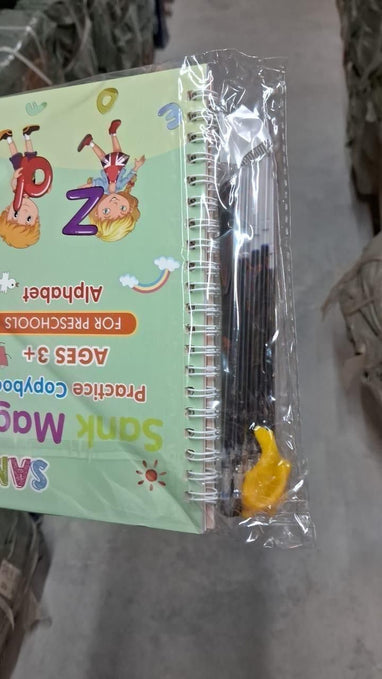 SAN
Sank Mag
Practice Copyboo
AGES 3+
FOR PRESCHOOLS
Alphabet
Z a